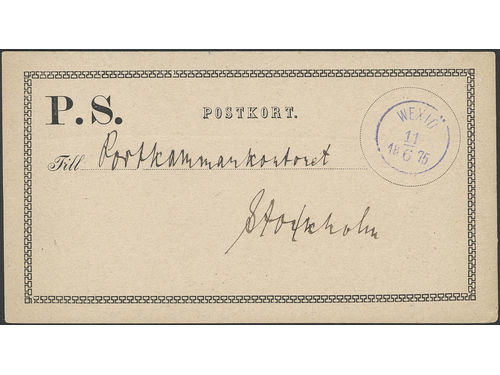 P.S.
POSTKORT.
WEXIÖ
11
18 6 75
Till Portkammarkontoret
Stockholm